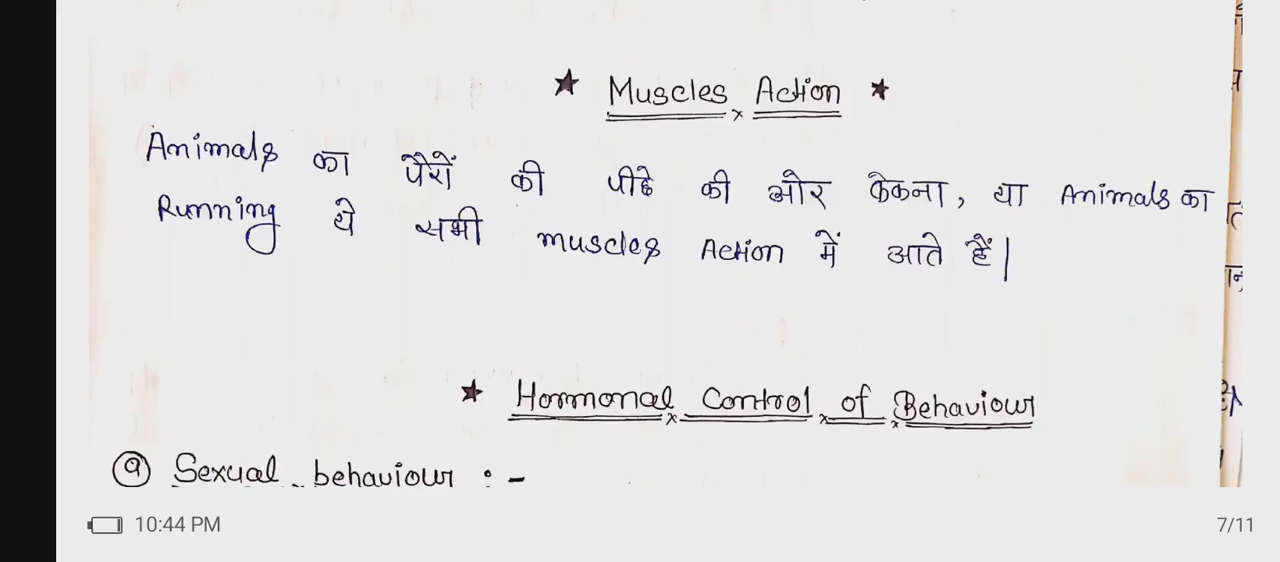 ★ Muscles Action ★
Animals का पैरों की पीछे की ओर फेकना, या Animals का
Running ये सभी muscles Action में आते हैं|
★ Hormonal Control of Behaviour
(a) Sexual behaviour :-
10:44 PM
7/11